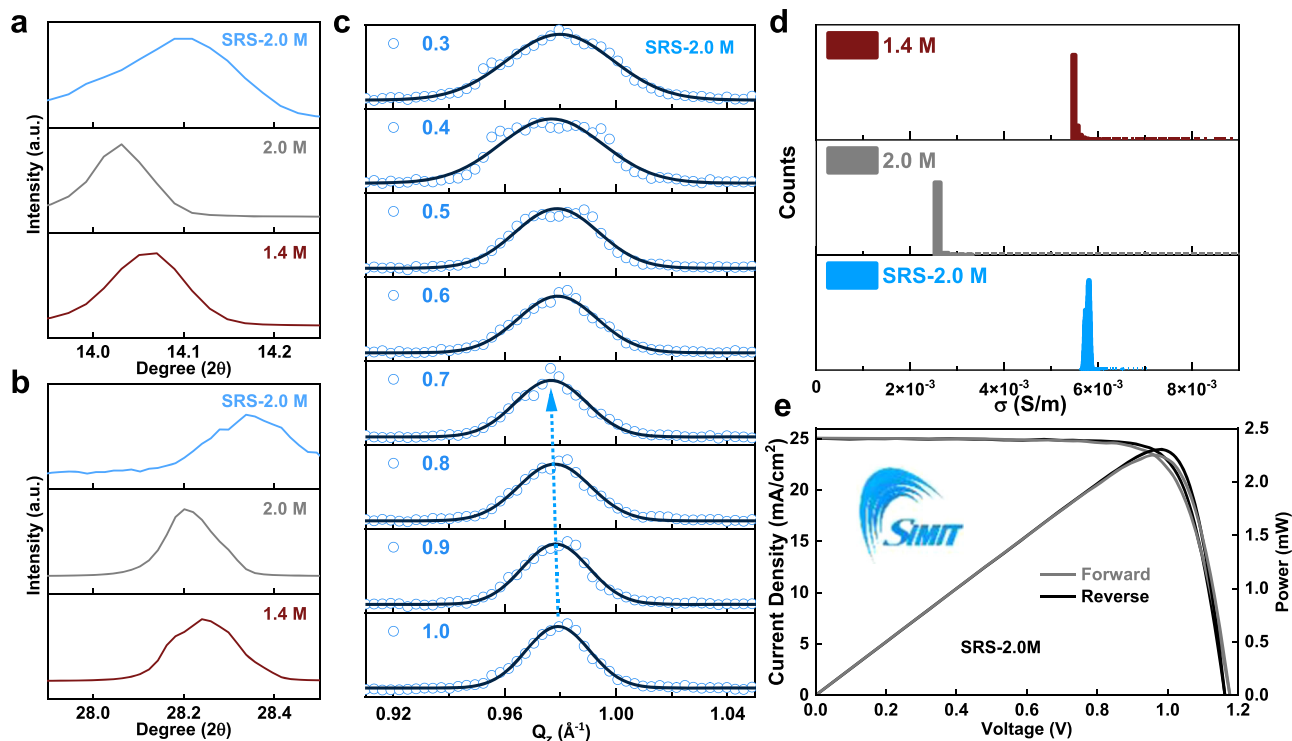 a
SRS-2.0 M
2.0 M
1.4 M
Intensity (a.u.)
14.0 14.1 14.2
Degree (2θ)
b
SRS-2.0 M
2.0 M
1.4 M
Intensity (a.u.)
28.0 28.2 28.4
Degree (2θ)
c
SRS-2.0 M
0.3
0.4
0.5
0.6
0.7
0.8
0.9
1.0
0.92 0.96 1.00 1.04
Qz (Å-1)
d
1.4 M
2.0 M
SRS-2.0 M
Counts
0 2×10-3 4×10-3 6×10-3 8×10-3
σ (S/m)
e
25
20
15
10
5
0
Current Density (mA/cm2)
SIMIT
Forward
Reverse
SRS-2.0M
2.5
2.0
1.5
1.0
0.5
0.0
Power (mW)
0.0 0.2 0.4 0.6 0.8 1.0 1.2
Voltage (V)